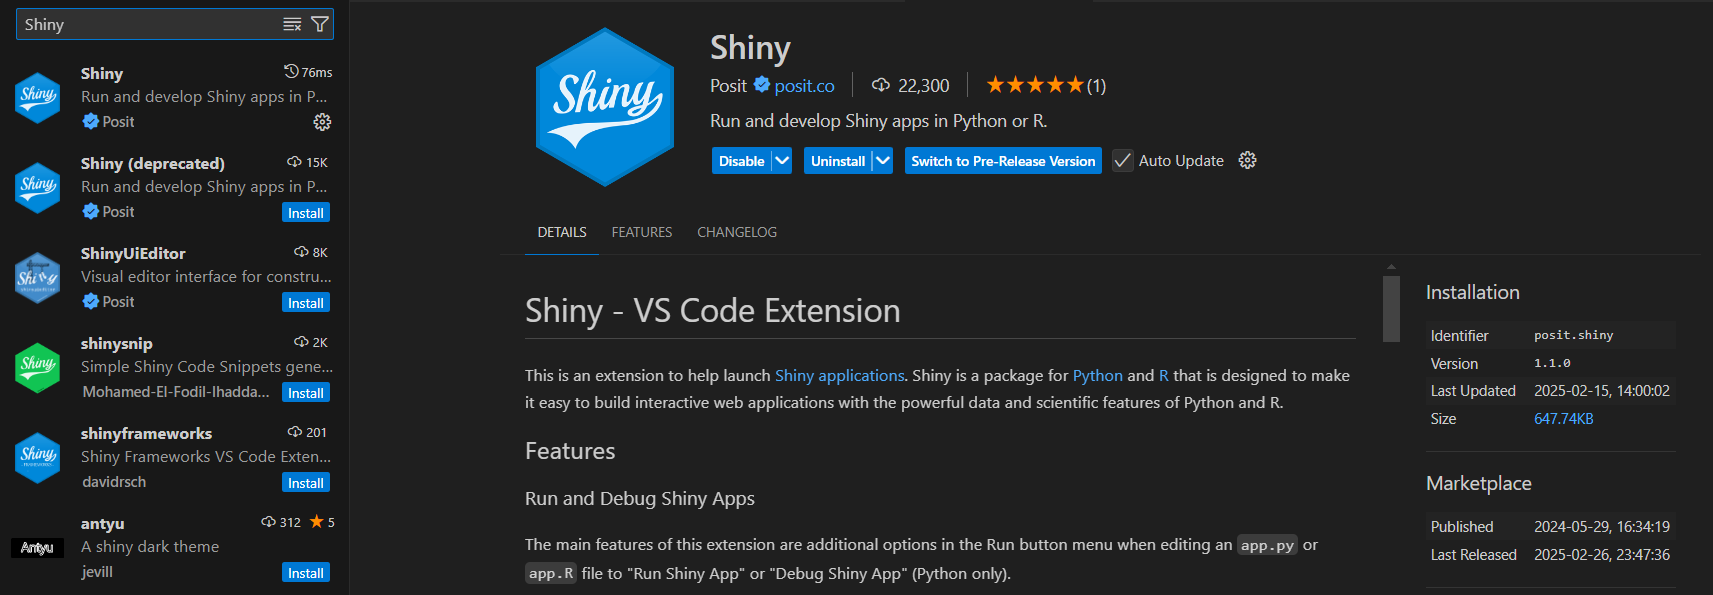 Shiny
Shiny
Shiny 76ms
Run and develop Shiny apps in P...
Posit
Shiny
Shiny (deprecated) 15K
Run and develop Shiny apps in P...
Posit Install
Shiny
ShinyUiEditor 8K
Visual editor interface for constru...
Posit Install
Shiny
shinysnip 2K
Simple Shiny Code Snippets gene...
Mohamed-El-Fodil-Ihadda... Install
Shiny
shinyframeworks 201
Shiny Frameworks VS Code Exten...
davidrsch Install
Antyu
antyu 312 5
A shiny dark theme
jevill Install
Shiny
Shiny
Posit posit.co 22,300 (1)
Run and develop Shiny apps in Python or R.
Disable Uninstall Switch to Pre-Release Version Auto Update
DETAILS FEATURES CHANGELOG
Shiny - VS Code Extension
This is an extension to help launch Shiny applications. Shiny is a package for Python and R that is designed to make
it easy to build interactive web applications with the powerful data and scientific features of Python and R.
Features
Run and Debug Shiny Apps
The main features of this extension are additional options in the Run button menu when editing an app.py or
app.R file to "Run Shiny App" or "Debug Shiny App" (Python only).
Installation
Identifier posit.shiny
Version 1.1.0
Last Updated 2025-02-15, 14:00:02
Size 647.74KB
Marketplace
Published 2024-05-29, 16:34:19
Last Released 2025-02-26, 23:47:36